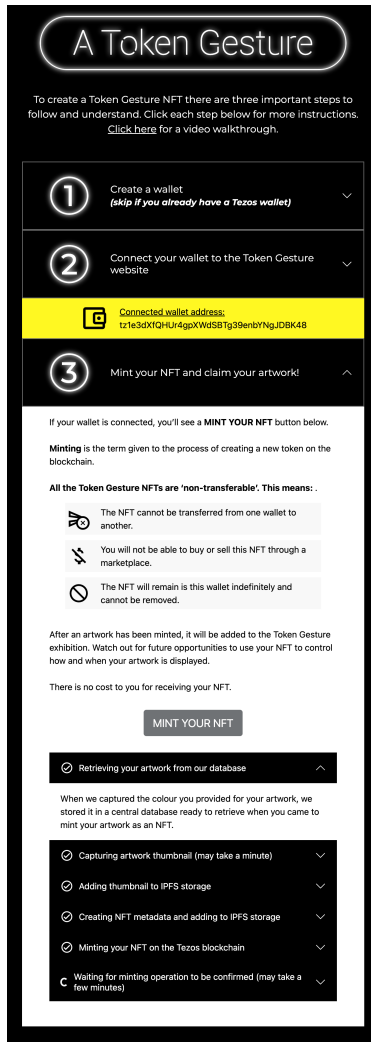 A Token Gesture
To create a Token Gesture NFT there are three important steps to
follow and understand. Click each step below for more instructions.
Click here for a video walkthrough.
1
Create a wallet
(skip if you already have a Tezos wallet)
2
Connect your wallet to the Token Gesture
website
Connected wallet address:
tz1e3dXfQHUr4gpXWdSBTg39enbYNgJDBK48
3
Mint your NFT and claim your artwork!
If your wallet is connected, you'll see a MINT YOUR NFT button below.
Minting is the term given to the process of creating a new token on the
blockchain.
All the Token Gesture NFTs are 'non-transferable'. This means: .
The NFT cannot be transferred from one wallet to
another.
You will not be able to buy or sell this NFT through a
marketplace.
The NFT will remain is this wallet indefinitely and
cannot be removed.
After an artwork has been minted, it will be added to the Token Gesture
exhibition. Watch out for future opportunities to use your NFT to control
how and when your artwork is displayed.
There is no cost to you for receiving your NFT.
MINT YOUR NFT
Retrieving your artwork from our database
When we captured the colour you provided for your artwork, we
stored it in a central database ready to retrieve when you came to
mint your artwork as an NFT.
Capturing artwork thumbnail (may take a minute)
Adding thumbnail to IPFS storage
Creating NFT metadata and adding to IPFS storage
Minting your NFT on the Tezos blockchain
Waiting for minting operation to be confirmed (may take a
few minutes)